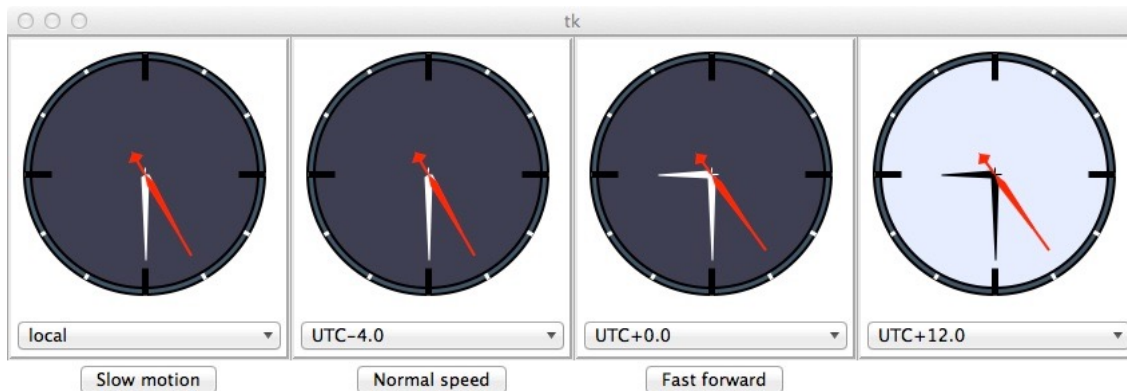 tk
local
UTC-4.0
UTC+0.0
UTC+12.0
Slow motion
Normal speed
Fast forward